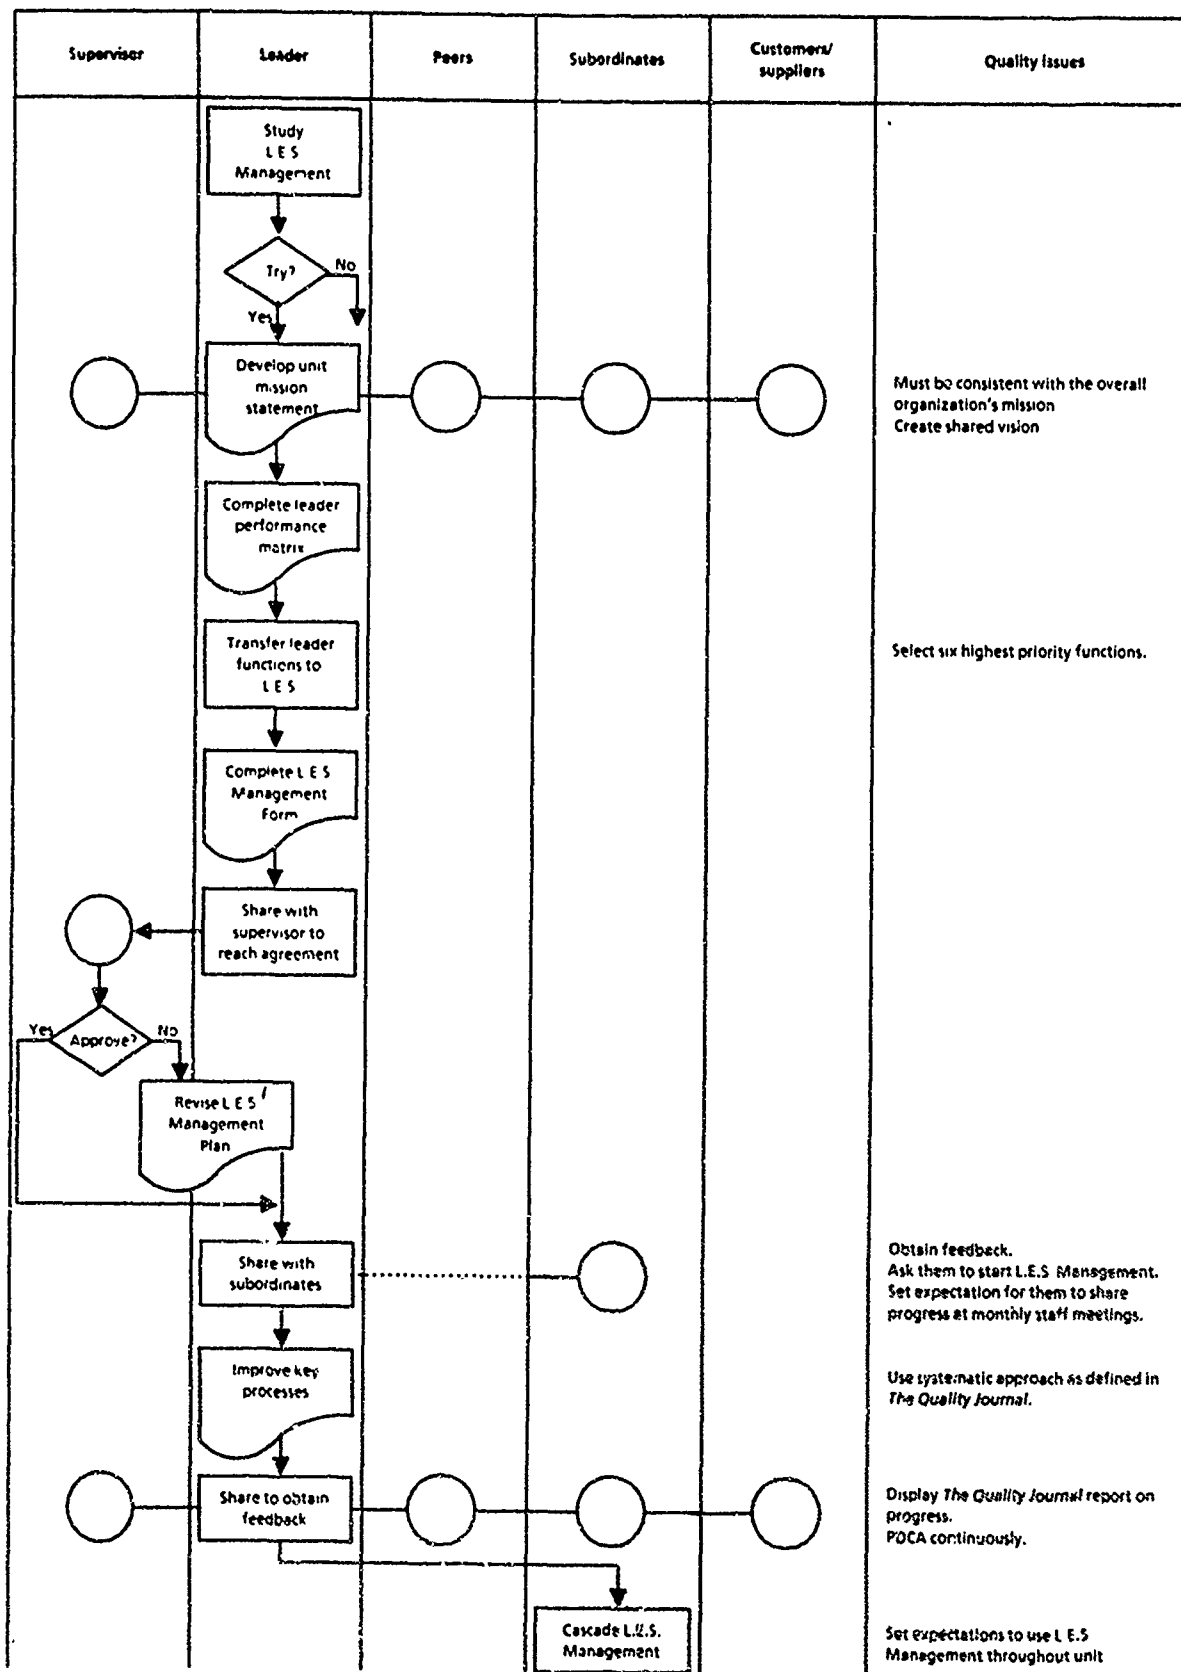 Supervisor
Leader
Peers
Subordinates
Customers/
suppliers
Quality Issues
Study
L E S
Management
Try?
No
Yes
Develop unit
mission
statement
Must be consistent with the overall
organization's mission
Create shared vision
Complete leader
performance
matrix
Transfer leader
functions to
L E S
Select six highest priority functions.
Complete L E S
Management
Form
Share with
supervisor to
reach agreement
Yes
Approve?
No
Revise L E S
Management
Plan
Share with
subordinates
Obtain feedback.
Ask them to start L.E.S Management.
Set expectation for them to share
progress at monthly staff meetings.
Improve key
processes
Use systematic approach as defined in
The Quality Journal.
Share to obtain
feedback
Display The Quality Journal report on
progress.
PDCA continuously.
Cascade L.E.S.
Management
Set expectations to use L E.S
Management throughout unit